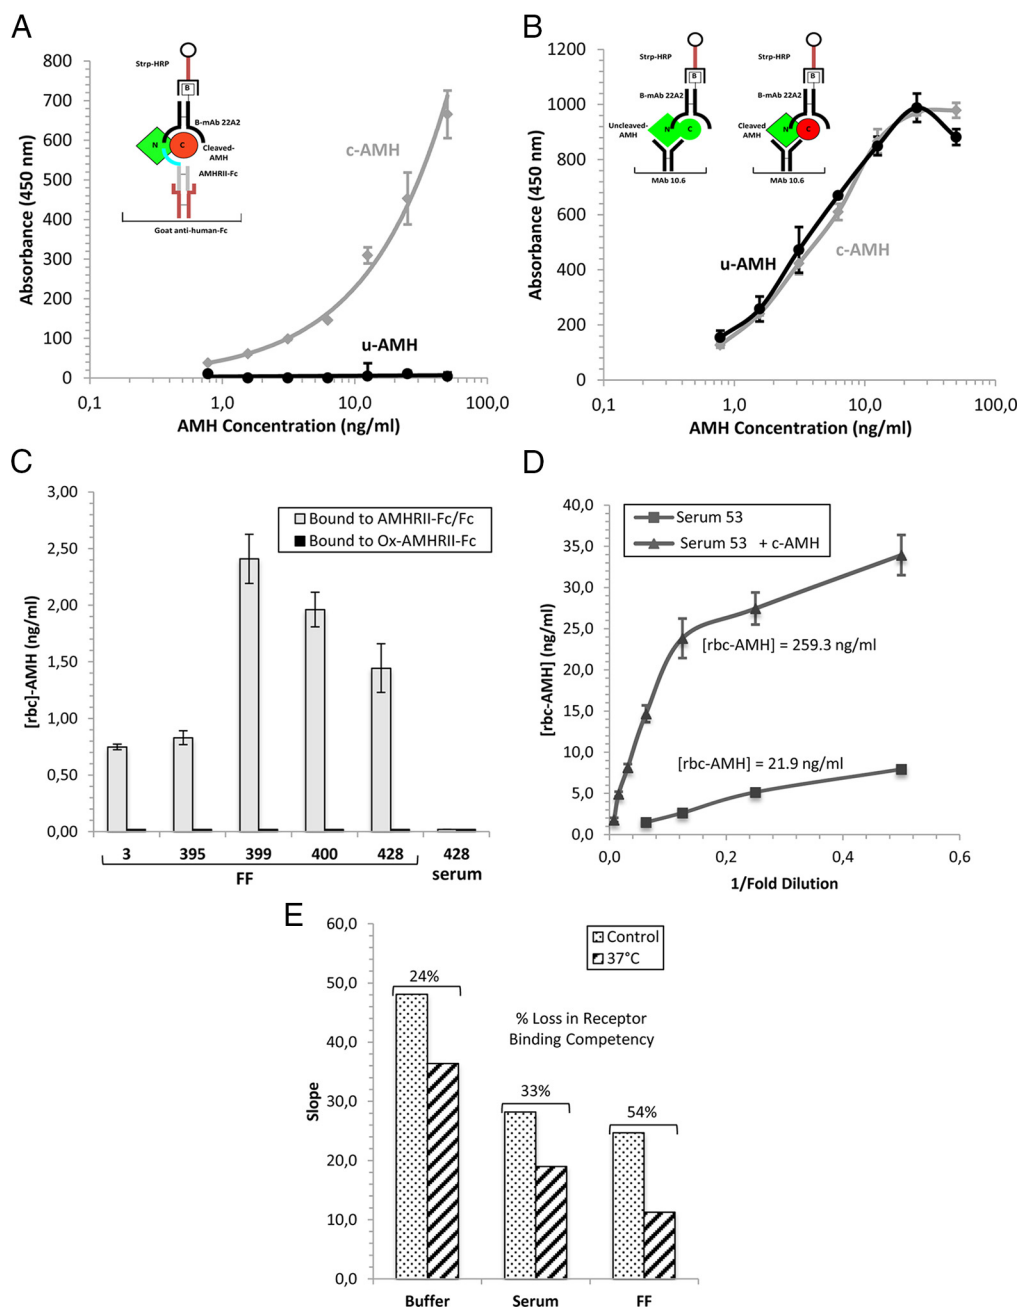 A
800
700
600
500
400
300
200
100
0
Absorbance (450 nm)
Strp-HRP
B
B-mAb 22A2
N
C
Cleaved-
AMH
AMHRII-Fc
Goat anti-human-Fc
c-AMH
u-AMH
0,1
1,0
10,0
100,0
AMH Concentration (ng/ml)
B
1200
1000
800
600
400
200
0
Absorbance (450 nm)
Strp-HRP
B
B-mAb 22A2
Uncleaved-
AMH
N
C
MAb 10.6
Strp-HRP
B
B-mAb 22A2
Cleaved
AMH
N
C
MAb 10.6
u-AMH
c-AMH
0,1
1,0
10,0
100,0
AMH Concentration (ng/ml)
C
3,00
2,50
2,00
1,50
1,00
0,50
0,00
[rbc]-AMH (ng/ml)
Bound to AMHRII-Fc/Fc
Bound to Ox-AMHRII-Fc
3
395
399
400
428
428
FF
serum
D
40,0
35,0
30,0
25,0
20,0
15,0
10,0
5,0
0,0
[rbc-AMH] (ng/ml)
Serum 53
Serum 53 + c-AMH
[rbc-AMH] = 259.3 ng/ml
[rbc-AMH] = 21.9 ng/ml
0,0
0,2
0,4
0,6
1/Fold Dilution
E
60,0
50,0
40,0
30,0
20,0
10,0
0,0
Slope
Control
37°C
24%
% Loss in Receptor
Binding Competency
33%
54%
Buffer
Serum
FF